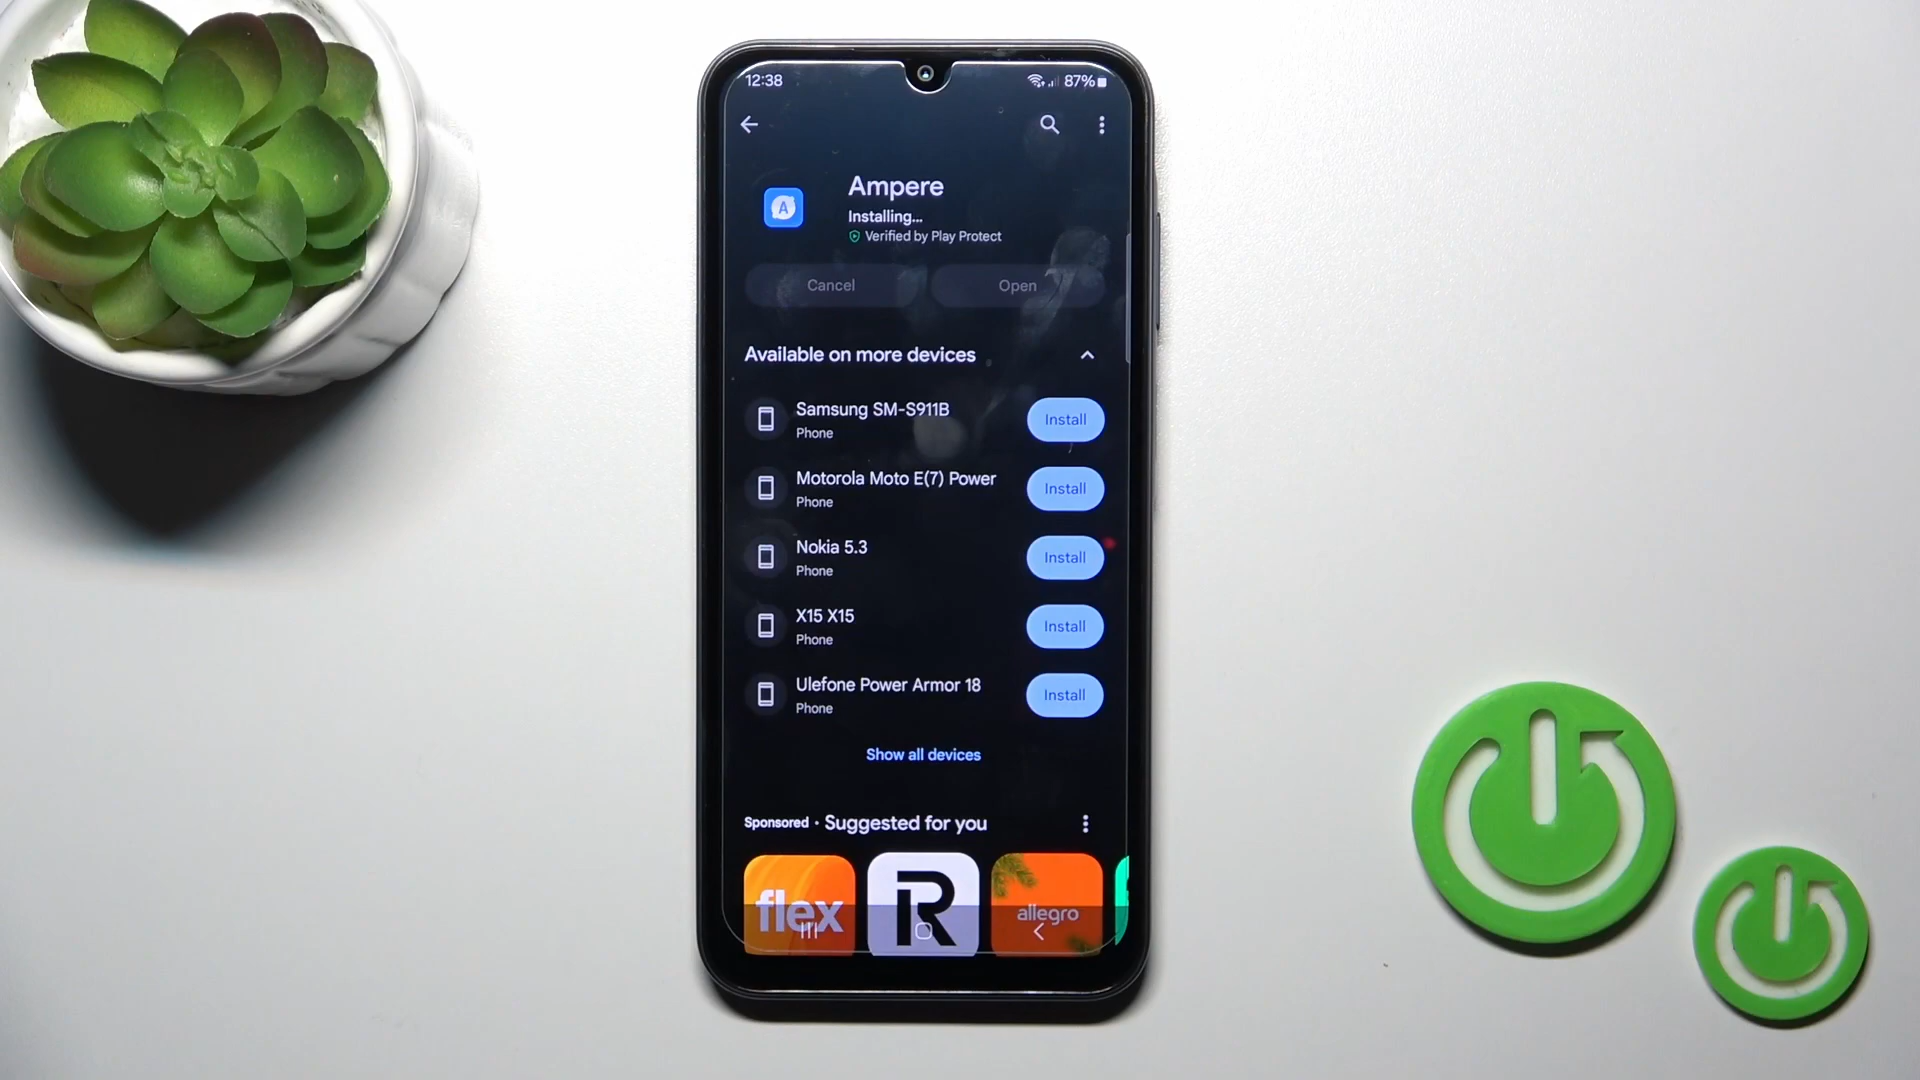 12:38
87%
A
Ampere
Installing...
Verified by Play Protect
Cancel
Open
Available on more devices
Samsung SM-S911B
Phone
Install
Motorola Moto E(7) Power
Phone
Install
Nokia 5.3
Phone
Install
X15 X15
Phone
Install
Ulefone Power Armor 18
Phone
Install
Show all devices
Sponsored · Suggested for you
flex
R
allegro